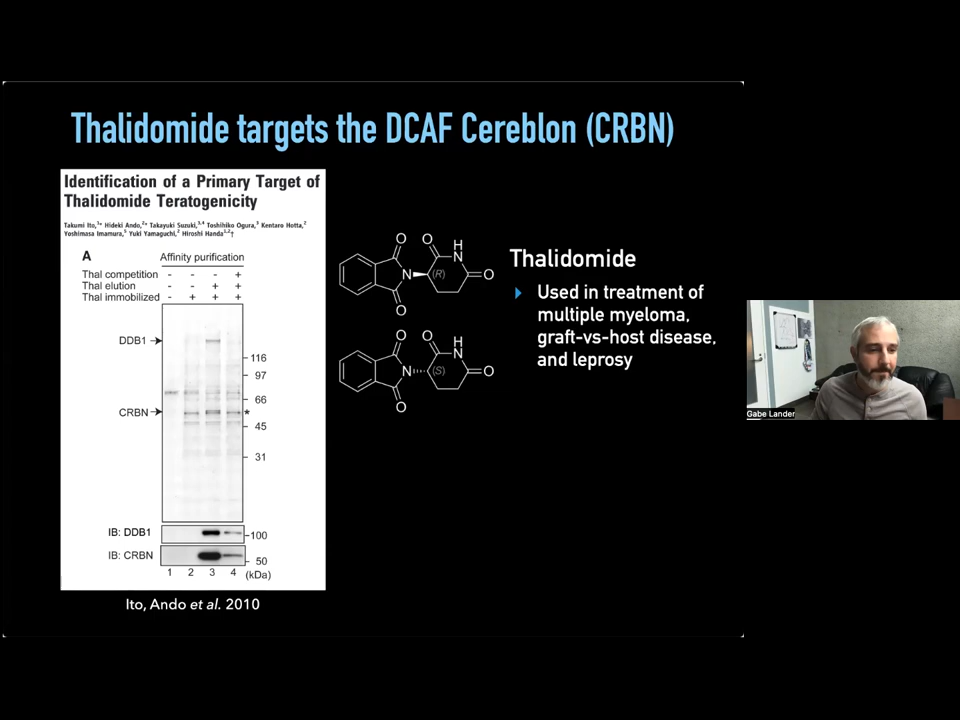 Thalidomide targets the DCAF Cereblon (CRBN)
Identification of a Primary Target of
Thalidomide Teratogenicity
Takumi Ito,¹* Hideki Ando,²* Takayuki Suzuki,³,⁴ Toshihiko Ogura,³ Kentaro Hotta,²
Yoshimasa Imamura,⁵ Yuki Yamaguchi,² Hiroshi Handa¹,²†
A Affinity purification
Thal competition - - - +
Thal elution - - + +
Thal immobilized - + + +
DDB1
116
97
66
CRBN *
45
31
IB: DDB1 100
IB: CRBN 50
1 2 3 4 (kDa)
Ito, Ando et al. 2010
O O H
N
N (R) O
O
O O H
N
N (S) O
O
Thalidomide
Used in treatment of
multiple myeloma,
graft-vs-host disease,
and leprosy
Gabe Lander